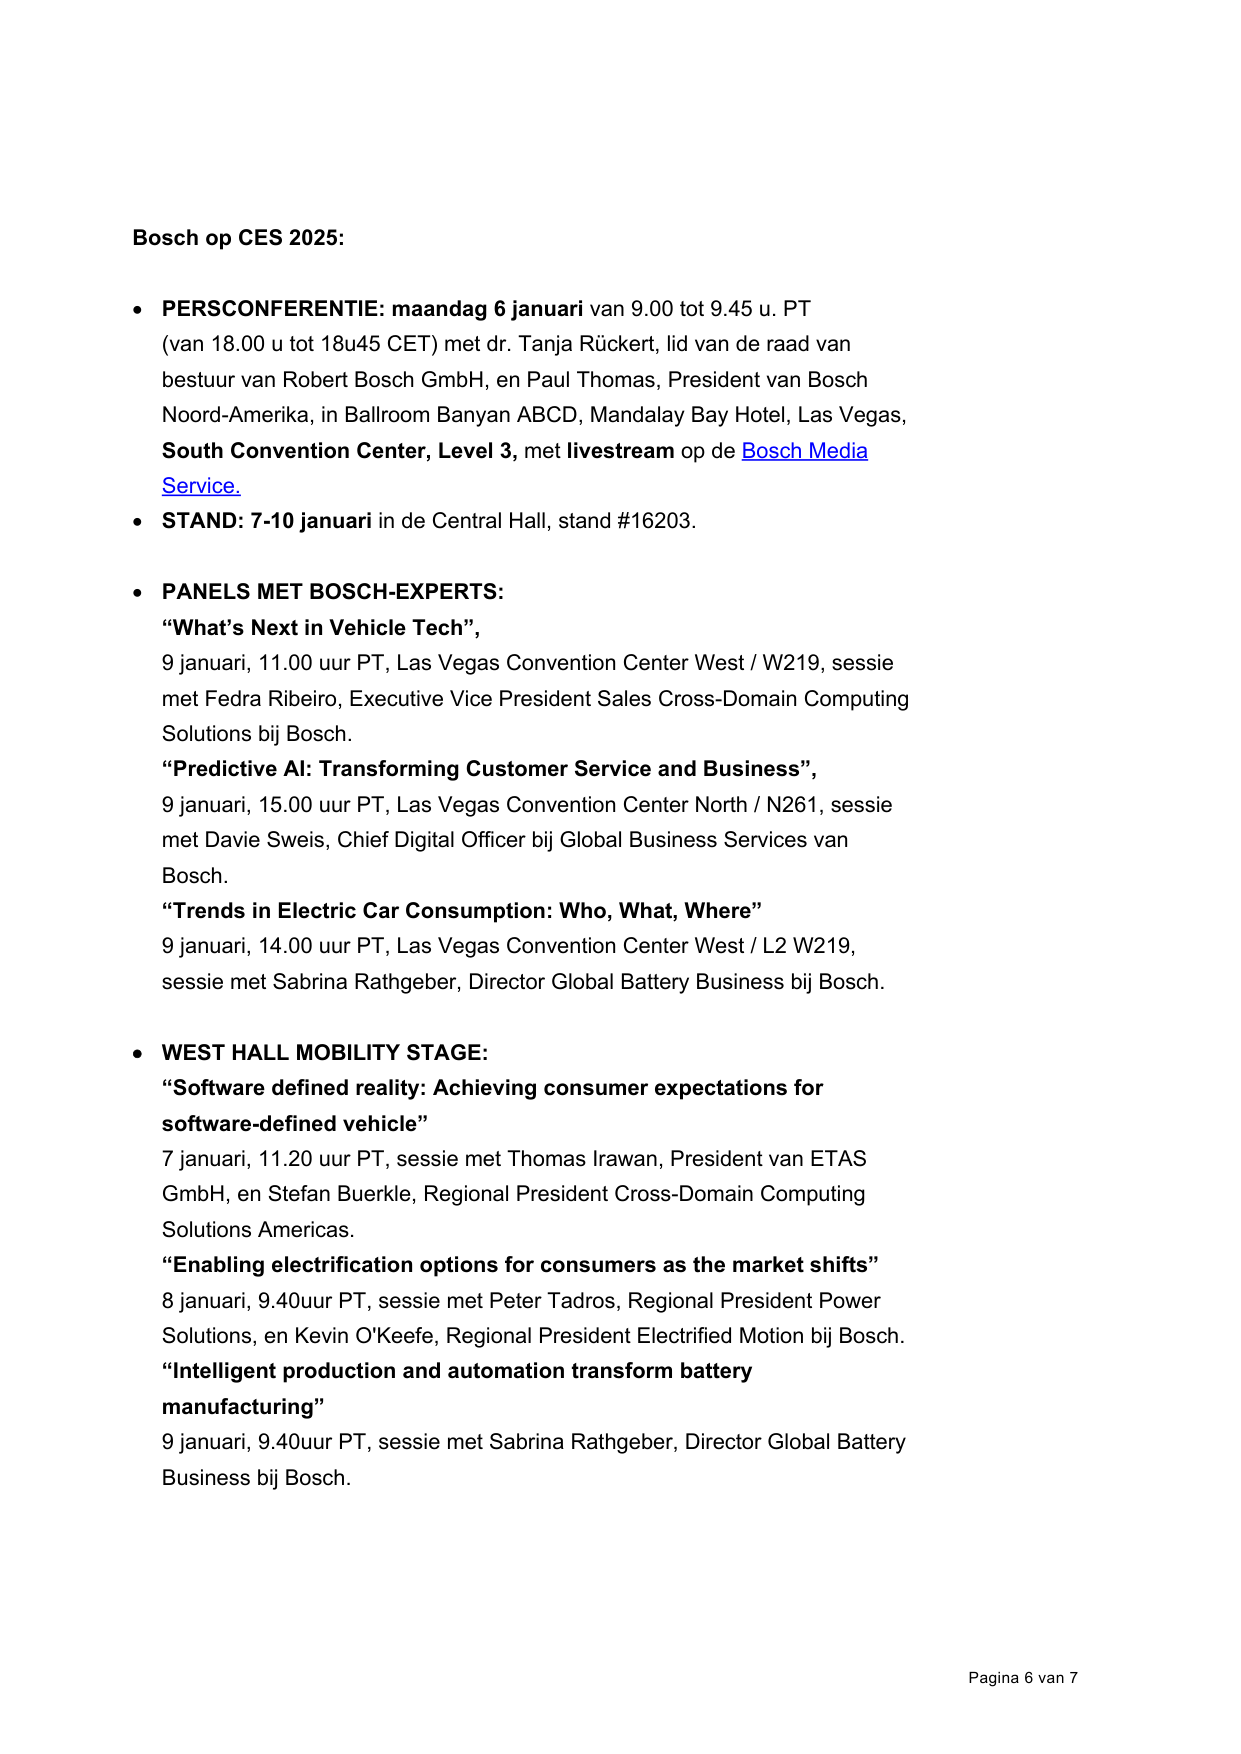 Bosch op CES 2025:
• PERSCONFERENTIE: maandag 6 januari van 9.00 tot 9.45 u. PT
(van 18.00 u tot 18u45 CET) met dr. Tanja Rückert, lid van de raad van
bestuur van Robert Bosch GmbH, en Paul Thomas, President van Bosch
Noord-Amerika, in Ballroom Banyan ABCD, Mandalay Bay Hotel, Las Vegas,
South Convention Center, Level 3, met livestream op de Bosch Media
Service.
• STAND: 7-10 januari in de Central Hall, stand #16203.
• PANELS MET BOSCH-EXPERTS:
“What’s Next in Vehicle Tech”,
9 januari, 11.00 uur PT, Las Vegas Convention Center West / W219, sessie
met Fedra Ribeiro, Executive Vice President Sales Cross-Domain Computing
Solutions bij Bosch.
“Predictive AI: Transforming Customer Service and Business”,
9 januari, 15.00 uur PT, Las Vegas Convention Center North / N261, sessie
met Davie Sweis, Chief Digital Officer bij Global Business Services van
Bosch.
“Trends in Electric Car Consumption: Who, What, Where”
9 januari, 14.00 uur PT, Las Vegas Convention Center West / L2 W219,
sessie met Sabrina Rathgeber, Director Global Battery Business bij Bosch.
• WEST HALL MOBILITY STAGE:
“Software defined reality: Achieving consumer expectations for
software-defined vehicle”
7 januari, 11.20 uur PT, sessie met Thomas Irawan, President van ETAS
GmbH, en Stefan Buerkle, Regional President Cross-Domain Computing
Solutions Americas.
“Enabling electrification options for consumers as the market shifts”
8 januari, 9.40uur PT, sessie met Peter Tadros, Regional President Power
Solutions, en Kevin O'Keefe, Regional President Electrified Motion bij Bosch.
“Intelligent production and automation transform battery
manufacturing”
9 januari, 9.40uur PT, sessie met Sabrina Rathgeber, Director Global Battery
Business bij Bosch.
Pagina 6 van 7